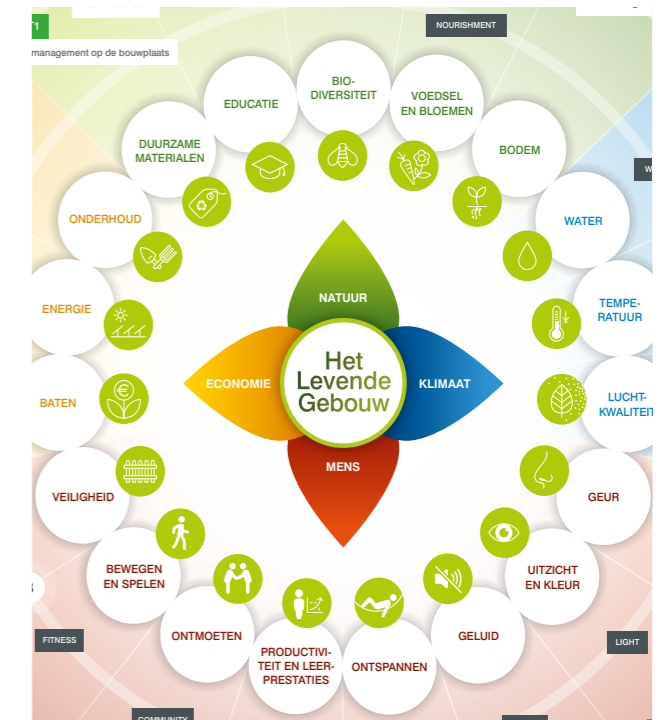 T1
NOURISHMENT
management op de bouwplaats
BIO-
DIVERSITEIT
EDUCATIE
VOEDSEL
EN BLOEMEN
DUURZAME
MATERIALEN
BODEM
ONDERHOUD
WATER
ENERGIE
TEMPE-
RATUUR
NATUUR
ECONOMIE
Het
Levende
Gebouw
KLIMAAT
BATEN
LUCHT-
KWALITEIT
MENS
VEILIGHEID
GEUR
BEWEGEN
EN SPELEN
UITZICHT
EN KLEUR
ONTMOETEN
GELUID
PRODUCTIVI-
TEIT EN LEER-
PRESTATIES
ONTSPANNEN
FITNESS
LIGHT
COMMUNITY